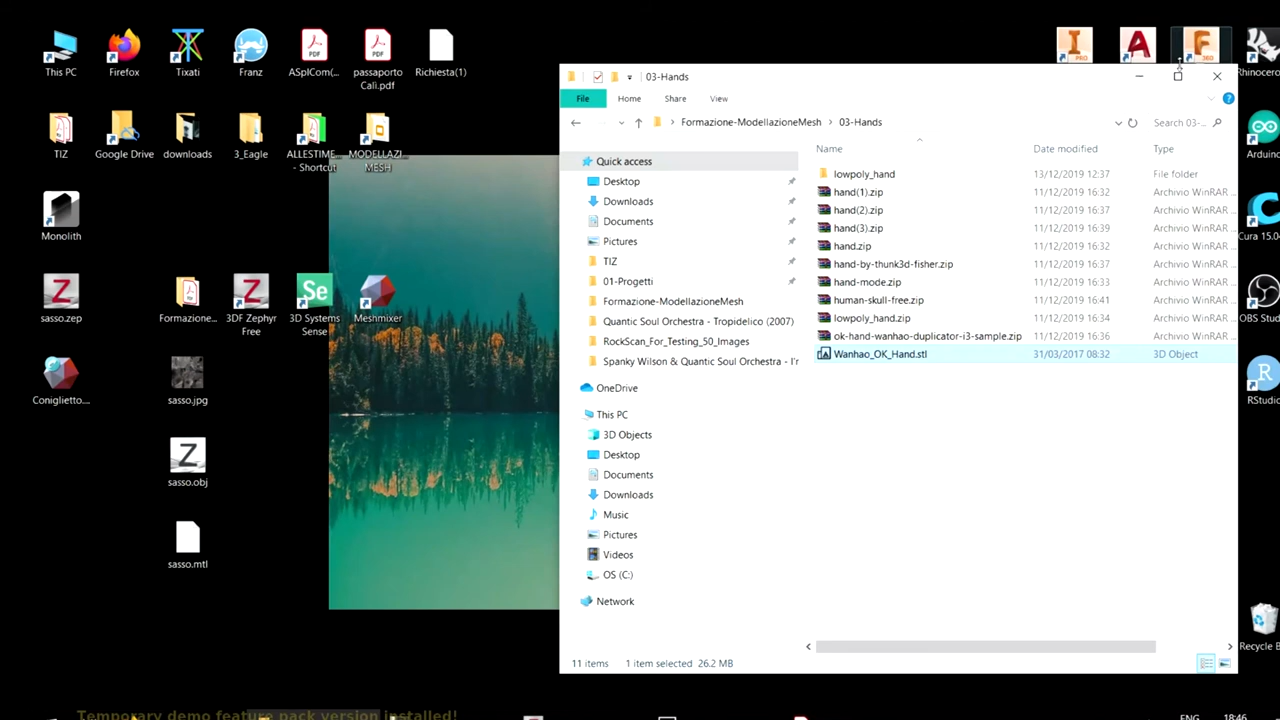 This PC
Firefox
Tixati
Franz
ASplCom(...
passaporto
Cali.pdf
Richiesta(1)
TIZ
Google Drive
downloads
3_Eagle
ALLESTIME...
- Shortcut
MODELLAZI...
MESH
Monolith
sasso.zep
Formazione...
3DF Zephyr
Free
3D Systems
Sense
Meshmixer
Coniglietto....
sasso.jpg
sasso.obj
sasso.mtl
03-Hands
File
Home
Share
View
Formazione-ModellazioneMesh
03-Hands
Search 03-...
Quick access
Desktop
Downloads
Documents
Pictures
TIZ
01-Progetti
Formazione-ModellazioneMesh
Quantic Soul Orchestra - Tropidelico (2007)
RockScan_For_Testing_50_Images
Spanky Wilson & Quantic Soul Orchestra - I'r
OneDrive
This PC
3D Objects
Desktop
Documents
Downloads
Music
Pictures
Videos
OS (C:)
Network
Name Date modified Type
lowpoly_hand 13/12/2019 12:37 File folder
hand(1).zip 11/12/2019 16:32 Archivio WinRAR ...
hand(2).zip 11/12/2019 16:37 Archivio WinRAR ...
hand(3).zip 11/12/2019 16:39 Archivio WinRAR ...
hand.zip 11/12/2019 16:32 Archivio WinRAR ...
hand-by-thunk3d-fisher.zip 11/12/2019 16:37 Archivio WinRAR ...
hand-mode.zip 11/12/2019 16:33 Archivio WinRAR ...
human-skull-free.zip 11/12/2019 16:41 Archivio WinRAR ...
lowpoly_hand.zip 11/12/2019 16:34 Archivio WinRAR ...
ok-hand-wanhao-duplicator-i3-sample.zip 11/12/2019 16:36 Archivio WinRAR ...
Wanhao_OK_Hand.stl 31/03/2017 08:32 3D Object
11 items 1 item selected 26.2 MB
Rhinocero
Arduino
Cura 15.0
OBS Stud
RStudio
Recycle B
Temporary demo feature pack version installed!
ENG 18:46